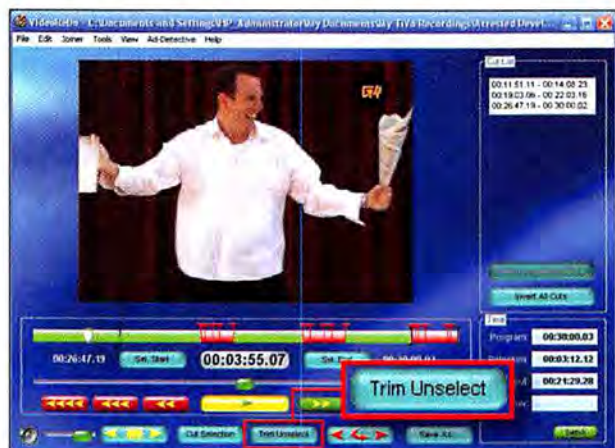 VideoReDo - C:\Documents and Settings\HP_Administrator\My Documents\My TiVo Recordings\Arrested Devel...
File Edit Joiner Tools View Ad-Detective Help
G4
Cut List
00:11:51.11 - 00:14:08.23
00:19:03.06 - 00:22:03.16
00:26:47.19 - 00:30:00.02
Invert All Cuts
Time
Program 00:30:00.03
00:26:47.19 Sel. Start 00:03:55.07 Sel. End
Selection 00:03:12.12
00:21:29.28
Trim Unselect
Cut Selection Trim Unselect Save As...